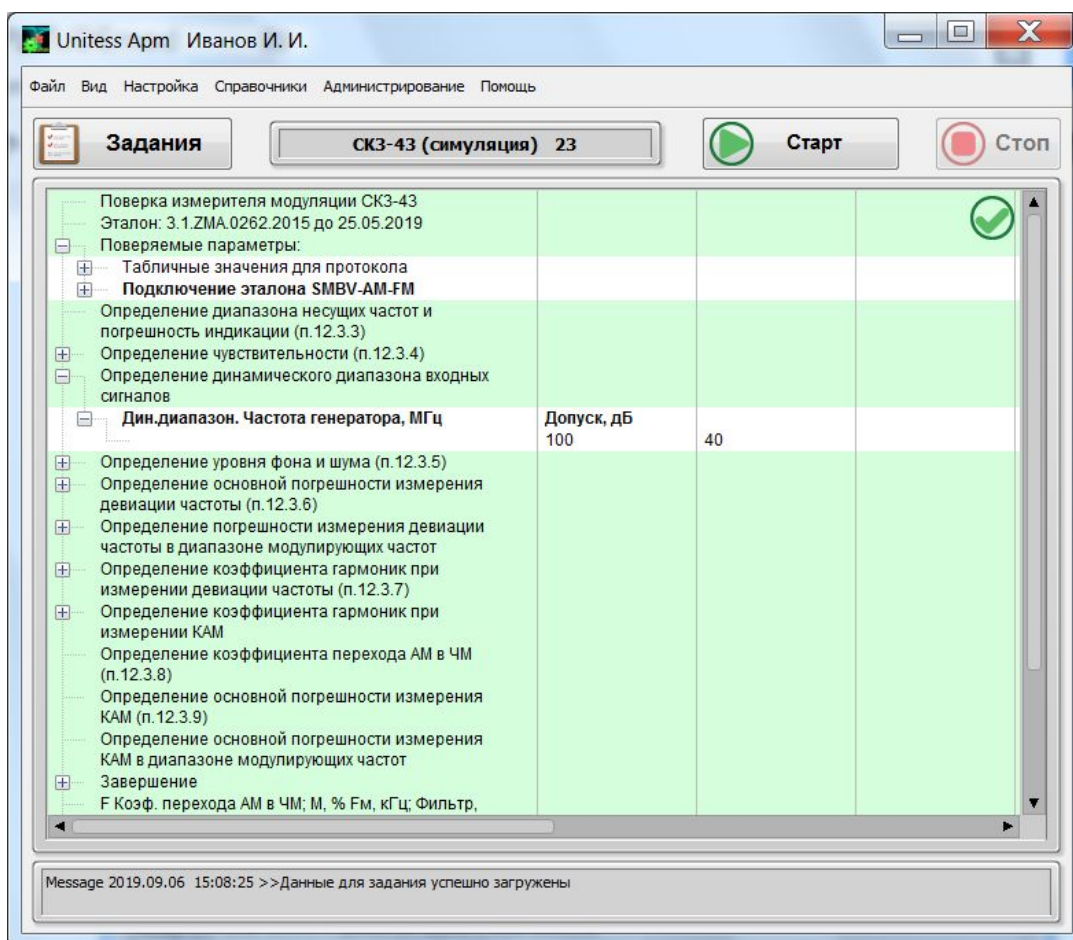 Unitess Apm Иванов И. И.
Файл Вид Настройка Справочники Администрирование Помощь
Задания
СК3-43 (симуляция) 23
Старт
Стоп
Поверка измерителя модуляции СК3-43
Эталон: 3.1.ZMA.0262.2015 до 25.05.2019
Поверяемые параметры:
Табличные значения для протокола
Подключение эталона SMBV-AM-FM
Определение диапазона несущих частот и
погрешность индикации (п.12.3.3)
Определение чувствительности (п.12.3.4)
Определение динамического диапазона входных
сигналов
Дин.диапазон. Частота генератора, МГц Допуск, дБ
100 40
Определение уровня фона и шума (п.12.3.5)
Определение основной погрешности измерения
девиации частоты (п.12.3.6)
Определение погрешности измерения девиации
частоты в диапазоне модулирующих частот
Определение коэффициента гармоник при
измерении девиации частоты (п.12.3.7)
Определение коэффициента гармоник при
измерении КАМ
Определение коэффициента перехода АМ в ЧМ
(п.12.3.8)
Определение основной погрешности измерения
КАМ (п.12.3.9)
Определение основной погрешности измерения
КАМ в диапазоне модулирующих частот
Завершение
F Коэф. перехода АМ в ЧМ; М, % Fм, кГц; Фильтр,
Message 2019.09.06 15:08:25 >>Данные для задания успешно загружены